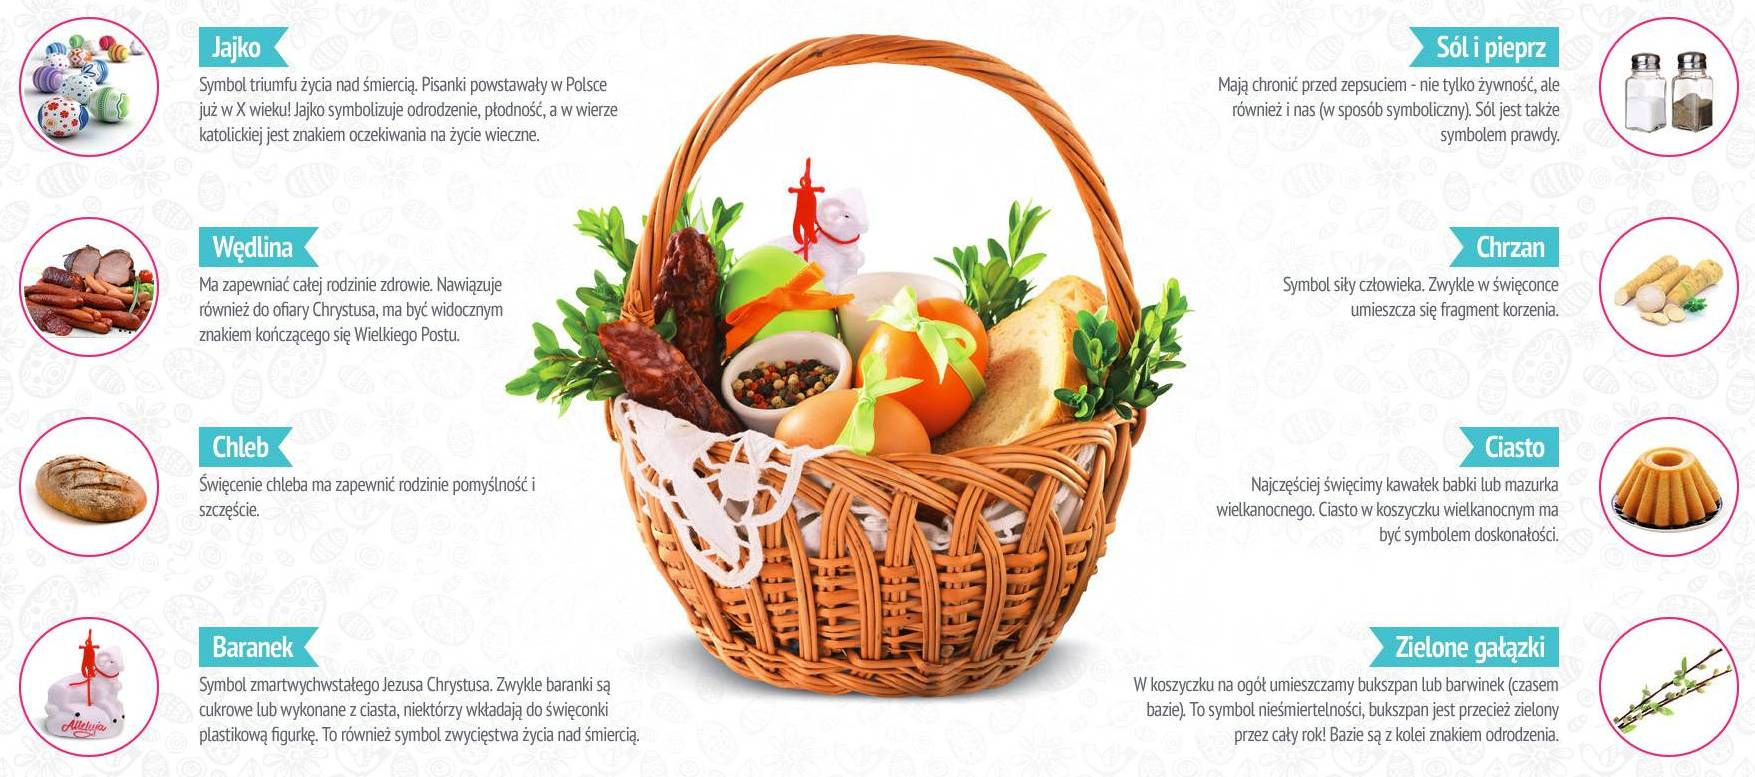 Jajko
Symbol triumfu życia nad śmiercią. Pisanki powstawały w Polsce
już w X wieku! Jajko symbolizuje odrodzenie, płodność, a w wierze
katolickiej jest znakiem oczekiwania na życie wieczne.
Wędlina
Ma zapewniać całej rodzinie zdrowie. Nawiązuje
również do ofiary Chrystusa, ma być widocznym
znakiem kończącego się Wielkiego Postu.
Chleb
Święcenie chleba ma zapewnić rodzinie pomyślność i
szczęście.
Baranek
Symbol zmartwychwstałego Jezusa Chrystusa. Zwykle baranki są
cukrowe lub wykonane z ciasta, niektórzy wkładają do święconki
plastikową figurkę. To również symbol zwycięstwa życia nad śmiercią.
Alleluja
Sól i pieprz
Mają chronić przed zepsuciem - nie tylko żywność, ale
również i nas (w sposób symboliczny). Sól jest także
symbolem prawdy.
Chrzan
Symbol siły człowieka. Zwykle w święconce
umieszcza się fragment korzenia.
Ciasto
Najczęściej święcimy kawałek babki lub mazurka
wielkanocnego. Ciasto w koszyczku wielkanocnym ma
być symbolem doskonałości.
Zielone gałązki
W koszyczku na ogół umieszczamy bukszpan lub barwinek (czasem
bazie). To symbol nieśmiertelności, bukszpan jest przecież zielony
przez cały rok! Bazie są z kolei znakiem odrodzenia.